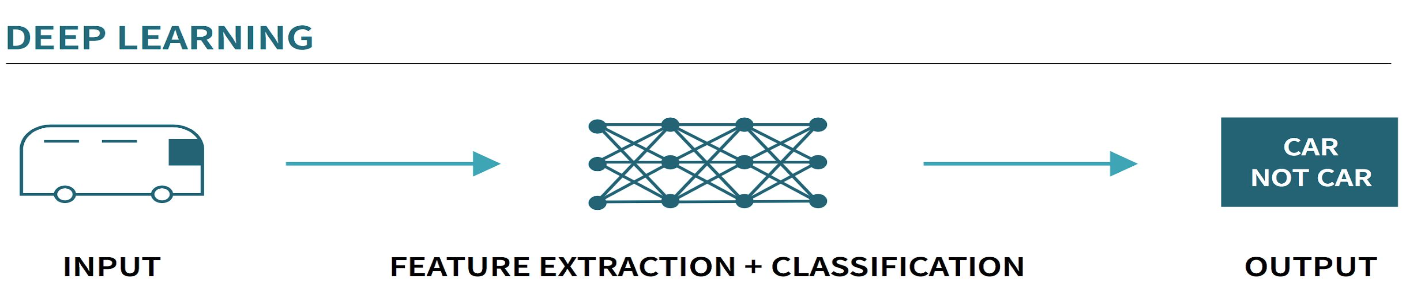 DEEP LEARNING
CAR
NOT CAR
INPUT
FEATURE EXTRACTION + CLASSIFICATION
OUTPUT